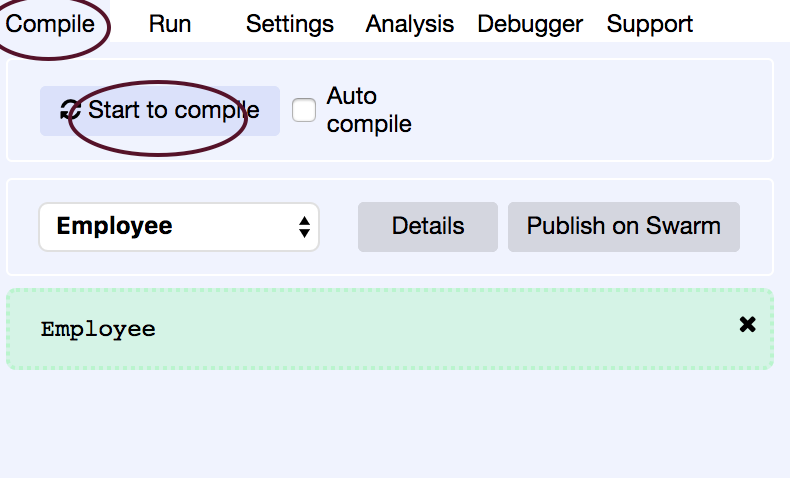 Compile Run Settings Analysis Debugger Support
Start to compile
Auto
compile
Employee Details Publish on Swarm
Employee